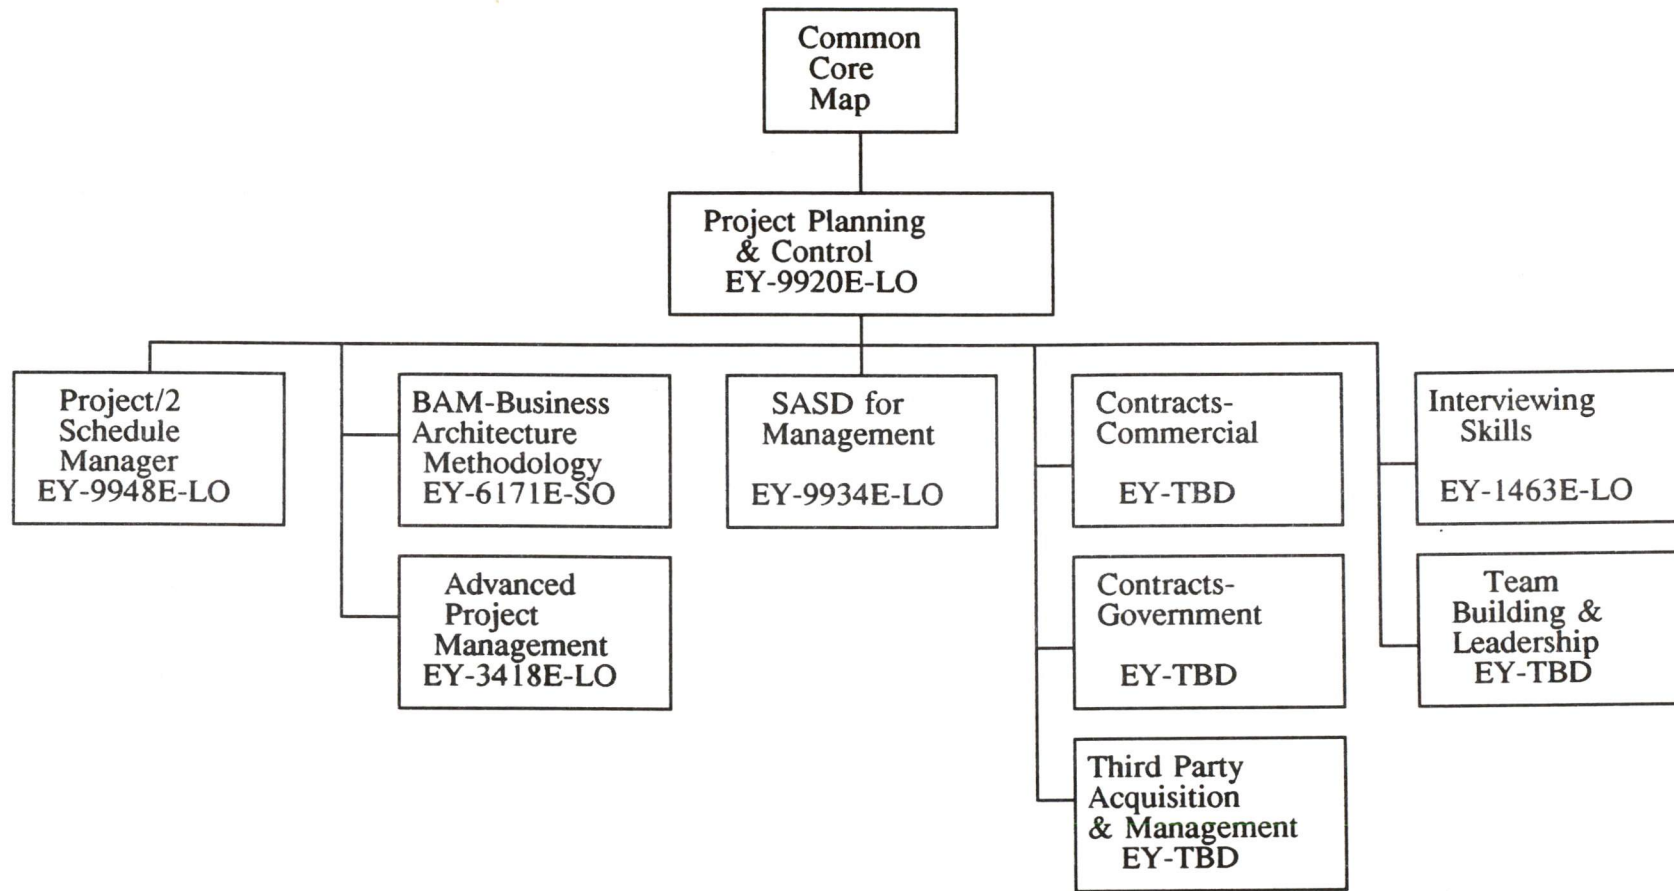 Common
Core
Map
Project Planning
& Control
EY-9920E-LO
Project/2
Schedule
Manager
EY-9948E-LO
BAM-Business
Architecture
Methodology
EY-6171E-SO
SASD for
Management
EY-9934E-LO
Contracts-
Commercial
EY-TBD
Interviewing
Skills
EY-1463E-LO
Advanced
Project
Management
EY-3418E-LO
Contracts-
Government
EY-TBD
Team
Building &
Leadership
EY-TBD
Third Party
Acquisition
& Management
EY-TBD